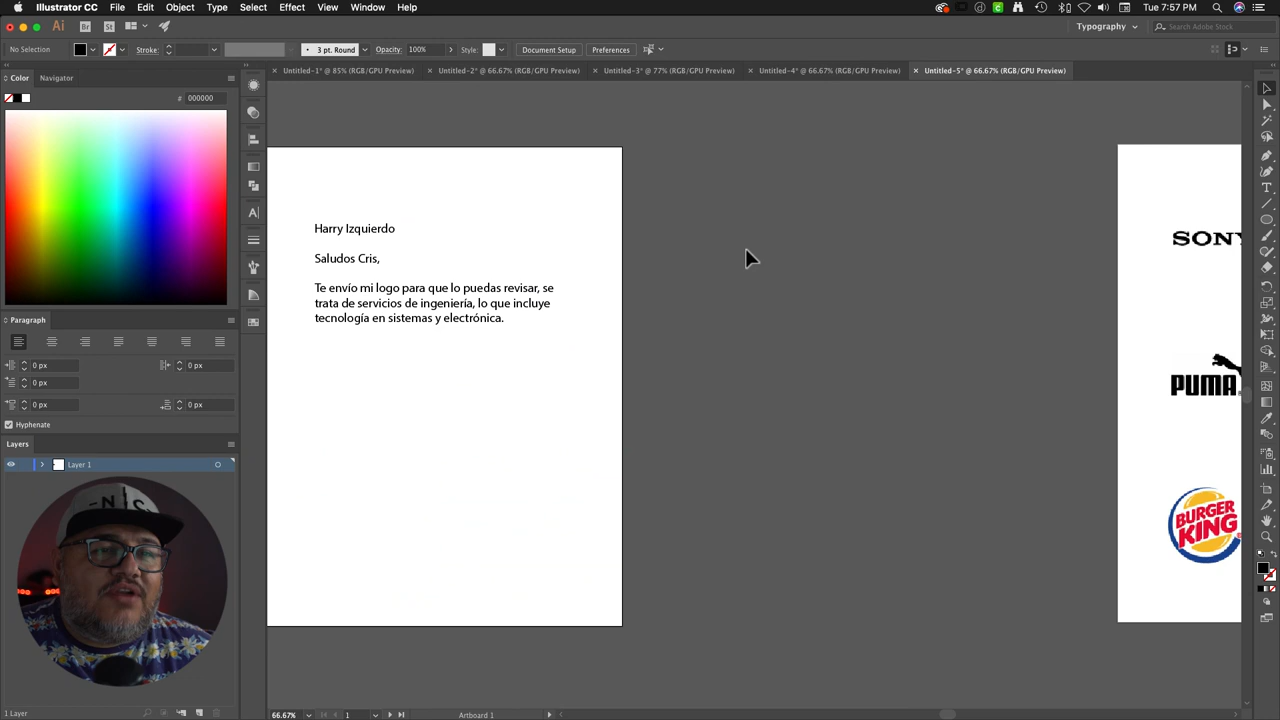 Illustrator CC File Edit Object Type Select Effect View Window Help
Tue 7:57 PM
Ai Br St Typography Search Adobe Stock
No Selection Stroke: 3 pt. Round Opacity: 100% Style: Document Setup Preferences
Untitled-1* @ 85% (RGB/GPU Preview) Untitled-2* @ 66.67% (RGB/GPU Preview) Untitled-3* @ 77% (RGB/GPU Preview) Untitled-4* @ 66.67% (RGB/GPU Preview) Untitled-5* @ 66.67% (RGB/GPU Preview)
Color Navigator
# 000000
Harry Izquierdo
Saludos Cris,
Te envío mi logo para que lo puedas revisar, se
trata de servicios de ingeniería, lo que incluye
tecnología en sistemas y electrónica.
SONY
PUMA
BURGER
KING
Paragraph
0 px 0 px
0 px
0 px 0 px
Hyphenate
Layers
Layer 1
1 Layer
66.67% 1 Artboard 1